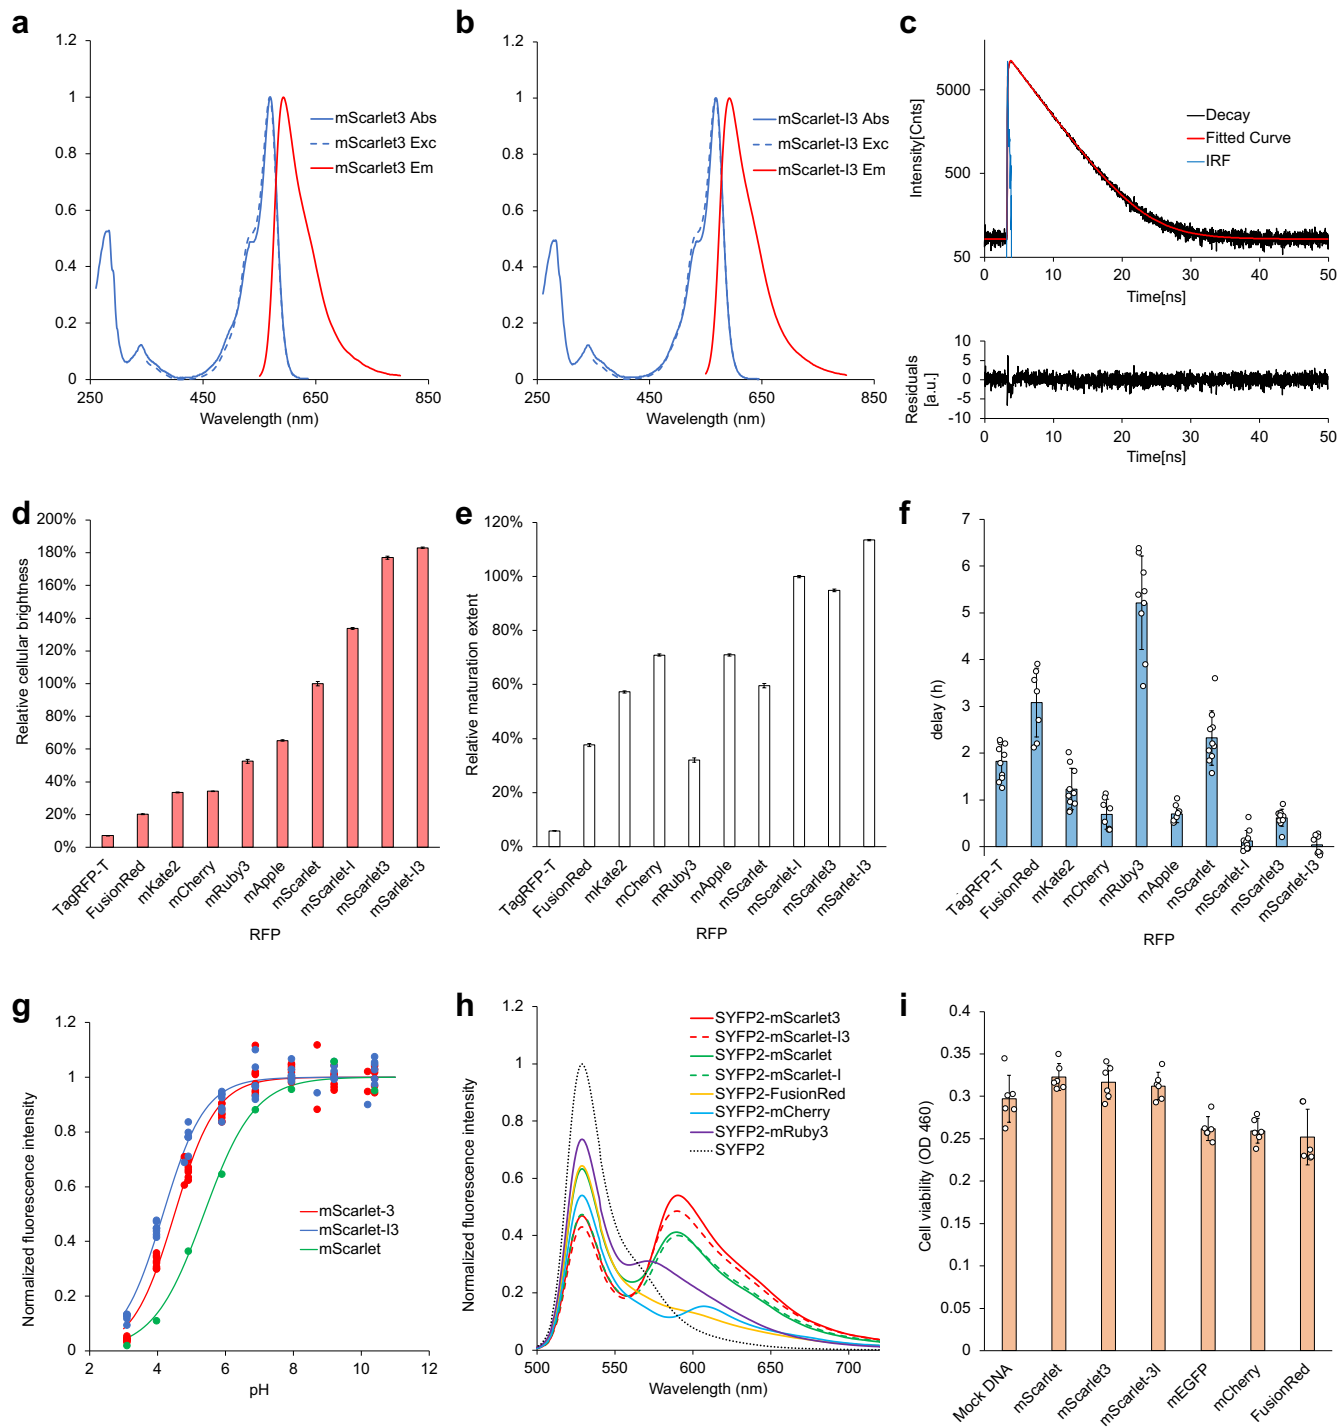 a
1.2
1
0.8
0.6
0.4
0.2
0
250
450
650
850
Wavelength (nm)
mScarlet3 Abs
mScarlet3 Exc
mScarlet3 Em
b
1.2
1
0.8
0.6
0.4
0.2
0
250
450
650
850
Wavelength (nm)
mScarlet-I3 Abs
mScarlet-I3 Exc
mScarlet-I3 Em
c
Intensity[Cnts]
5000
500
50
0
10
20
30
40
50
Time[ns]
Decay
Fitted Curve
IRF
Residuals
[a.u.]
10
5
0
-5
-10
0
10
20
30
40
50
Time[ns]
d
Relative cellular brightness
200%
180%
160%
140%
120%
100%
80%
60%
40%
20%
0%
TagRFP-T
FusionRed
mKate2
mCherry
mRuby3
mApple
mScarlet
mScarlet-I
mScarlet3
mSarlet-I3
RFP
e
Relative maturation extent
120%
100%
80%
60%
40%
20%
0%
TagRFP-T
FusionRed
mKate2
mCherry
mRuby3
mApple
mScarlet
mScarlet-I
mScarlet3
mSarlet-I3
RFP
f
delay (h)
7
6
5
4
3
2
1
0
TagRFP-T
FusionRed
mKate2
mCherry
mRuby3
mApple
mScarlet
mScarlet-I
mScarlet3
mScarlet-I3
RFP
g
Normalized fluorescence intensity
1.2
1
0.8
0.6
0.4
0.2
0
2
4
6
8
10
12
pH
mScarlet-3
mScarlet-I3
mScarlet
h
Normalized fluorescence intensity
1.2
1
0.8
0.6
0.4
0.2
0
500
550
600
650
700
Wavelength (nm)
SYFP2-mScarlet3
SYFP2-mScarlet-I3
SYFP2-mScarlet
SYFP2-mScarlet-I
SYFP2-FusionRed
SYFP2-mCherry
SYFP2-mRuby3
SYFP2
i
Cell viability (OD 460)
0.4
0.35
0.3
0.25
0.2
0.15
0.1
0.05
0
Mock DNA
mScarlet
mScarlet3
mScarlet-3I
mEGFP
mCherry
FusionRed